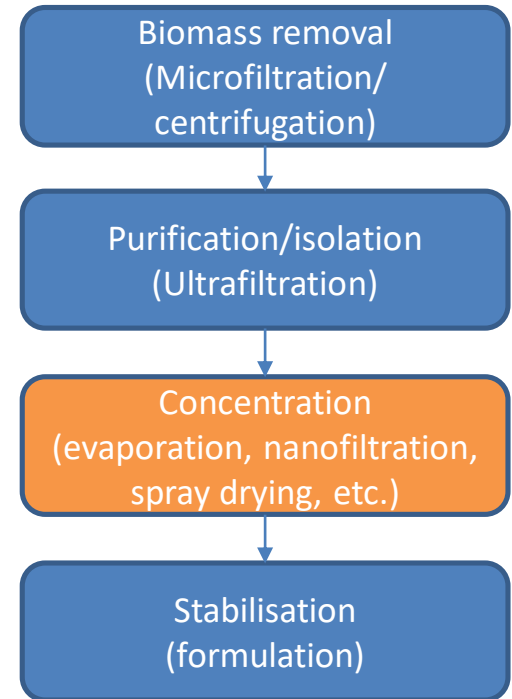 Biomass removal
(Microfiltration/
centrifugation)
Purification/isolation
(Ultrafiltration)
Concentration
(evaporation, nanofiltration,
spray drying, etc.)
Stabilisation
(formulation)